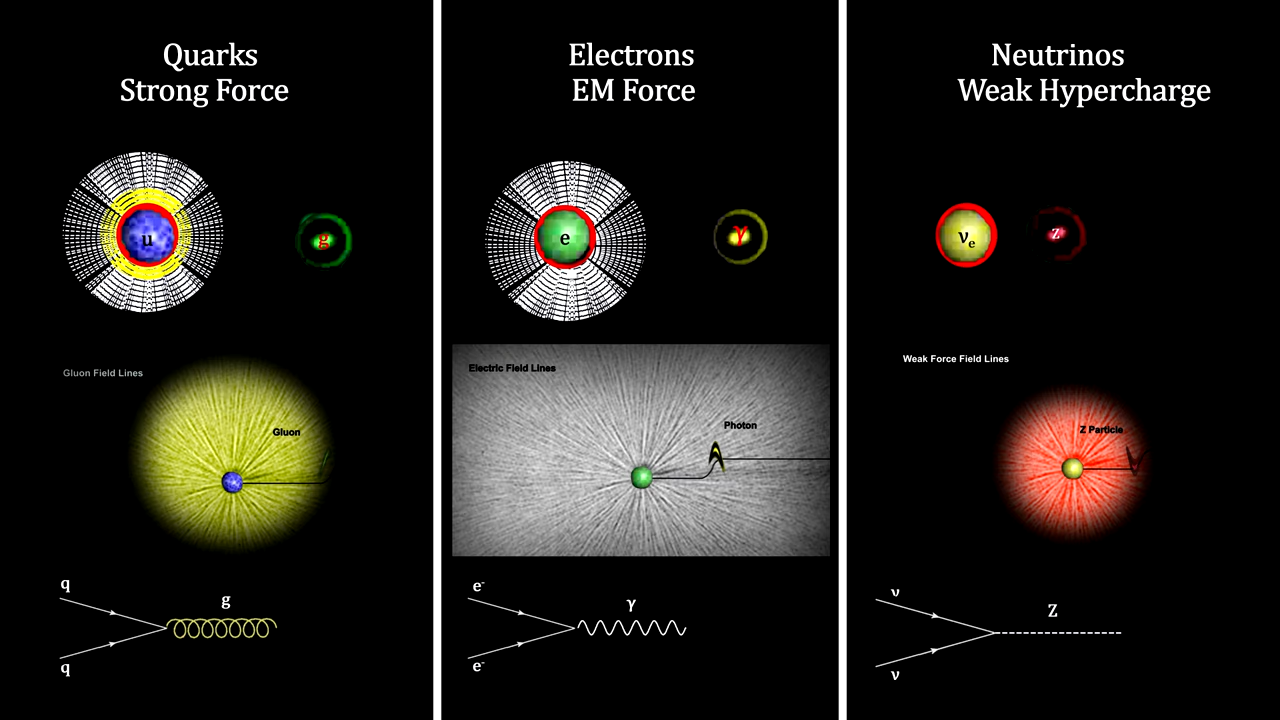 Quarks
Strong Force
u
g
Gluon Field Lines
Gluon
q
g
q
Electrons
EM Force
e
γ
Electric Field Lines
Photon
e-
γ
e-
Neutrinos
Weak Hypercharge
νe
z
Weak Force Field Lines
Z Particle
ν
Z
ν